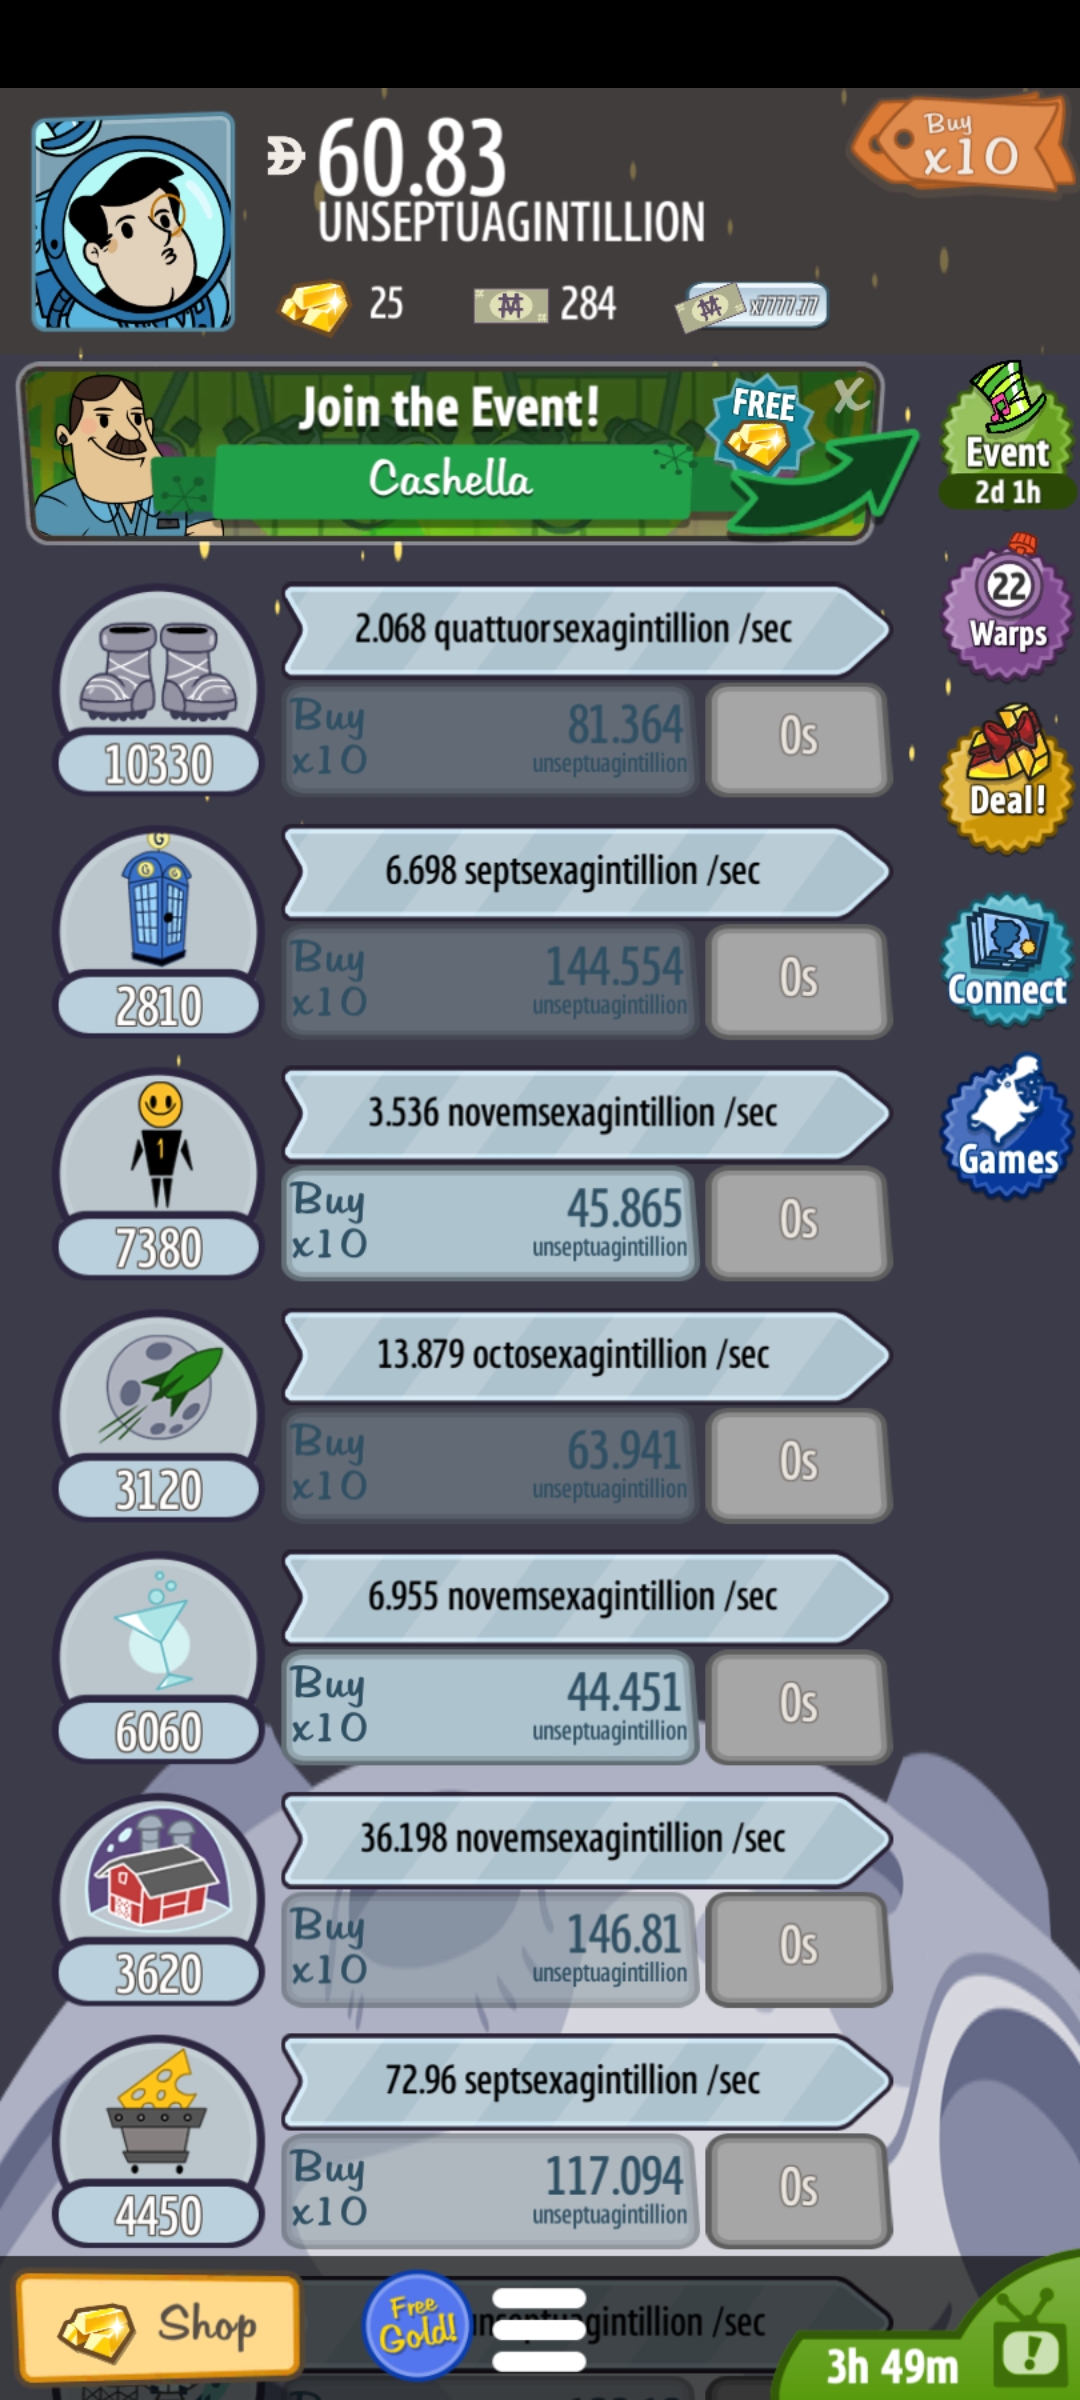 60.83
UNSEPTUAGINTILLION
Buy
x10
25
284
x7777.77
Join the Event!
Cashella
FREE
X
Event
2d 1h
2.068 quattuorsexagintillion /sec
10330
Buy
x10
81.364
unseptuagintillion
0s
22
Warps
Deal!
6.698 septsexagintillion /sec
G
G G
2810
Buy
x10
144.554
unseptuagintillion
0s
Connect
3.536 novemsexagintillion /sec
1
7380
Buy
x10
45.865
unseptuagintillion
0s
Games
13.879 octosexagintillion /sec
3120
Buy
x10
63.941
unseptuagintillion
0s
6.955 novemsexagintillion /sec
6060
Buy
x10
44.451
unseptuagintillion
0s
36.198 novemsexagintillion /sec
3620
Buy
x10
146.81
unseptuagintillion
0s
72.96 septsexagintillion /sec
4450
Buy
x10
117.094
unseptuagintillion
0s
Shop
Free
Gold!
/sec
3h 49m
!